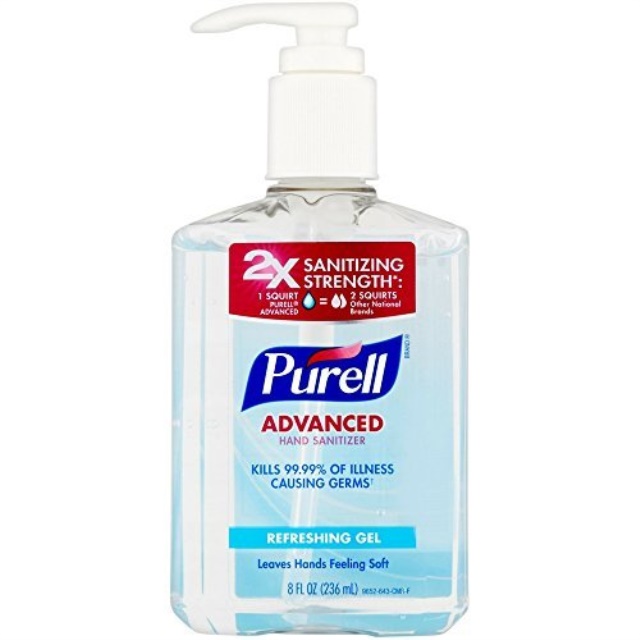 2X SANITIZING STRENGTH*:
1 SQUIRT PURELL® ADVANCED = 2 SQUIRTS Other National Brands
Purell
BRAND
ADVANCED
HAND SANITIZER
KILLS 99.99% OF ILLNESS
CAUSING GERMS†
REFRESHING GEL
Leaves Hands Feeling Soft
8 FL OZ (236 mL)